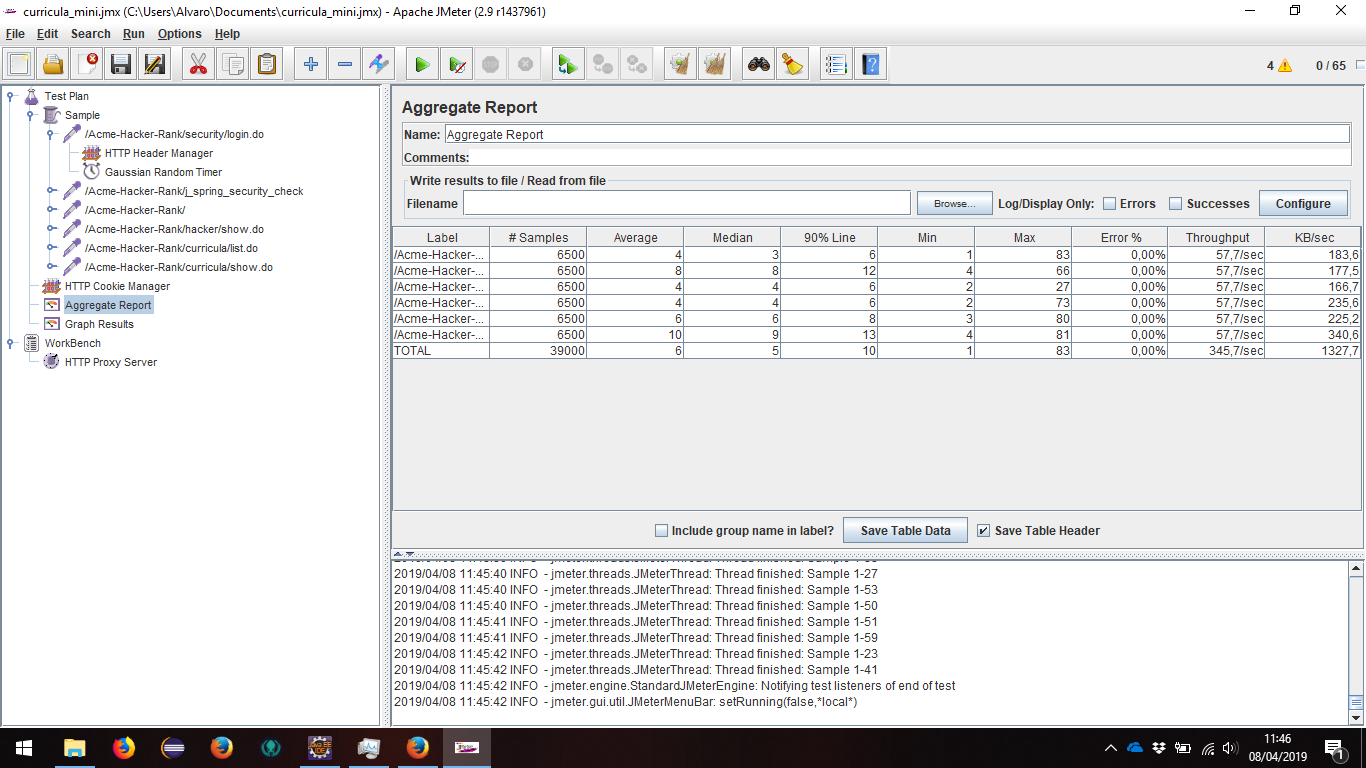 curricula_mini.jmx (C:\Users\Alvaro\Documents\curricula_mini.jmx) - Apache JMeter (2.9 r1437961)
File Edit Search Run Options Help
4 0 / 65
Test Plan
Sample
/Acme-Hacker-Rank/security/login.do
HTTP Header Manager
Gaussian Random Timer
/Acme-Hacker-Rank/j_spring_security_check
/Acme-Hacker-Rank/
/Acme-Hacker-Rank/hacker/show.do
/Acme-Hacker-Rank/curricula/list.do
/Acme-Hacker-Rank/curricula/show.do
HTTP Cookie Manager
Aggregate Report
Graph Results
WorkBench
HTTP Proxy Server
Aggregate Report
Name: Aggregate Report
Comments:
Write results to file / Read from file
Filename Browse... Log/Display Only: Errors Successes Configure
Label # Samples Average Median 90% Line Min Max Error % Throughput KB/sec
/Acme-Hacker-... 6500 4 3 6 1 83 0,00% 57,7/sec 183,6
/Acme-Hacker-... 6500 8 8 12 4 66 0,00% 57,7/sec 177,5
/Acme-Hacker-... 6500 4 4 6 2 27 0,00% 57,7/sec 166,7
/Acme-Hacker-... 6500 4 4 6 2 73 0,00% 57,7/sec 235,6
/Acme-Hacker-... 6500 6 6 8 3 80 0,00% 57,7/sec 225,2
/Acme-Hacker-... 6500 10 9 13 4 81 0,00% 57,7/sec 340,6
TOTAL 39000 6 5 10 1 83 0,00% 345,7/sec 1327,7
Include group name in label? Save Table Data Save Table Header
2019/04/08 11:45:40 INFO - jmeter.threads.JMeterThread: Thread finished: Sample 1-27
2019/04/08 11:45:40 INFO - jmeter.threads.JMeterThread: Thread finished: Sample 1-53
2019/04/08 11:45:40 INFO - jmeter.threads.JMeterThread: Thread finished: Sample 1-50
2019/04/08 11:45:41 INFO - jmeter.threads.JMeterThread: Thread finished: Sample 1-51
2019/04/08 11:45:41 INFO - jmeter.threads.JMeterThread: Thread finished: Sample 1-59
2019/04/08 11:45:42 INFO - jmeter.threads.JMeterThread: Thread finished: Sample 1-23
2019/04/08 11:45:42 INFO - jmeter.threads.JMeterThread: Thread finished: Sample 1-41
2019/04/08 11:45:42 INFO - jmeter.engine.StandardJMeterEngine: Notifying test listeners of end of test
2019/04/08 11:45:42 INFO - jmeter.gui.util.JMeterMenuBar: setRunning(false,*local*)
11:46
08/04/2019
1